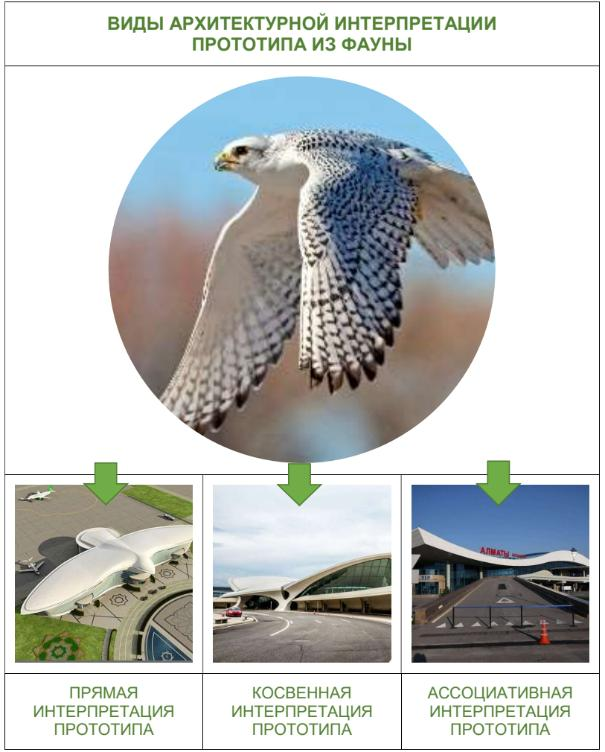 ВИДЫ АРХИТЕКТУРНОЙ ИНТЕРПРЕТАЦИИ
ПРОТОТИПА ИЗ ФАУНЫ
АЛМАТЫ
ПРЯМАЯ
ИНТЕРПРЕТАЦИЯ
ПРОТОТИПА
КОСВЕННАЯ
ИНТЕРПРЕТАЦИЯ
ПРОТОТИПА
АССОЦИАТИВНАЯ
ИНТЕРПРЕТАЦИЯ
ПРОТОТИПА